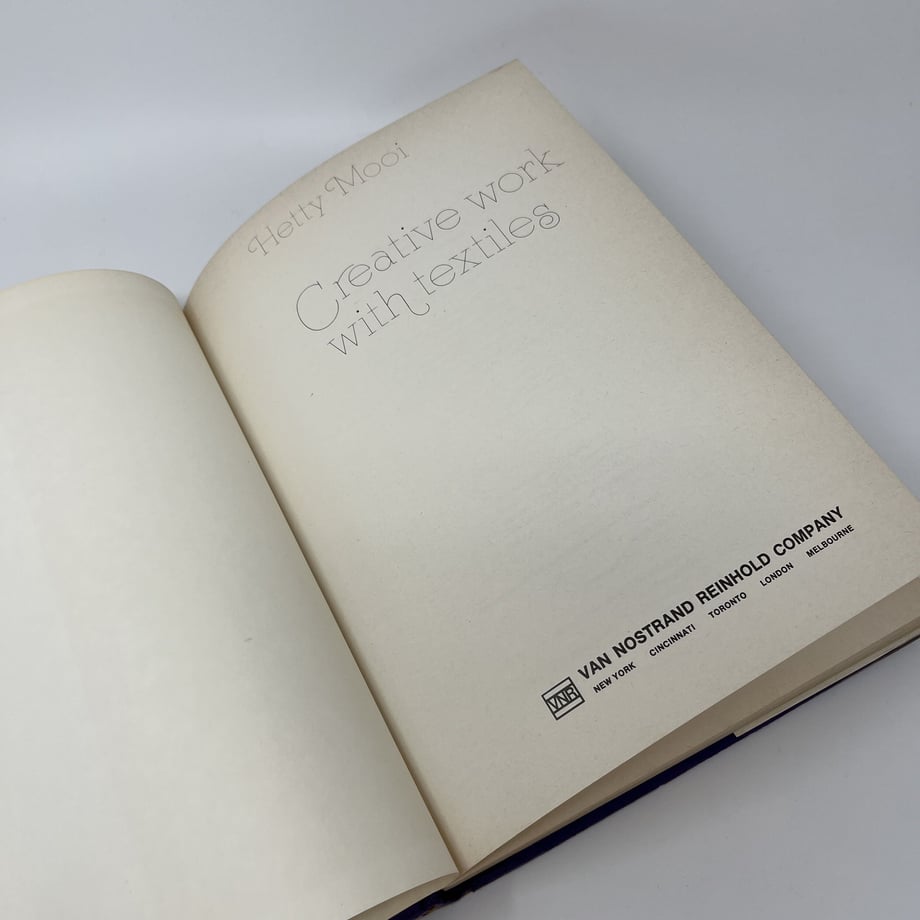 Hetty Mooi
Creative work
with textiles
VNR
VAN NOSTRAND REINHOLD COMPANY
NEW YORK CINCINNATI TORONTO LONDON MELBOURNE